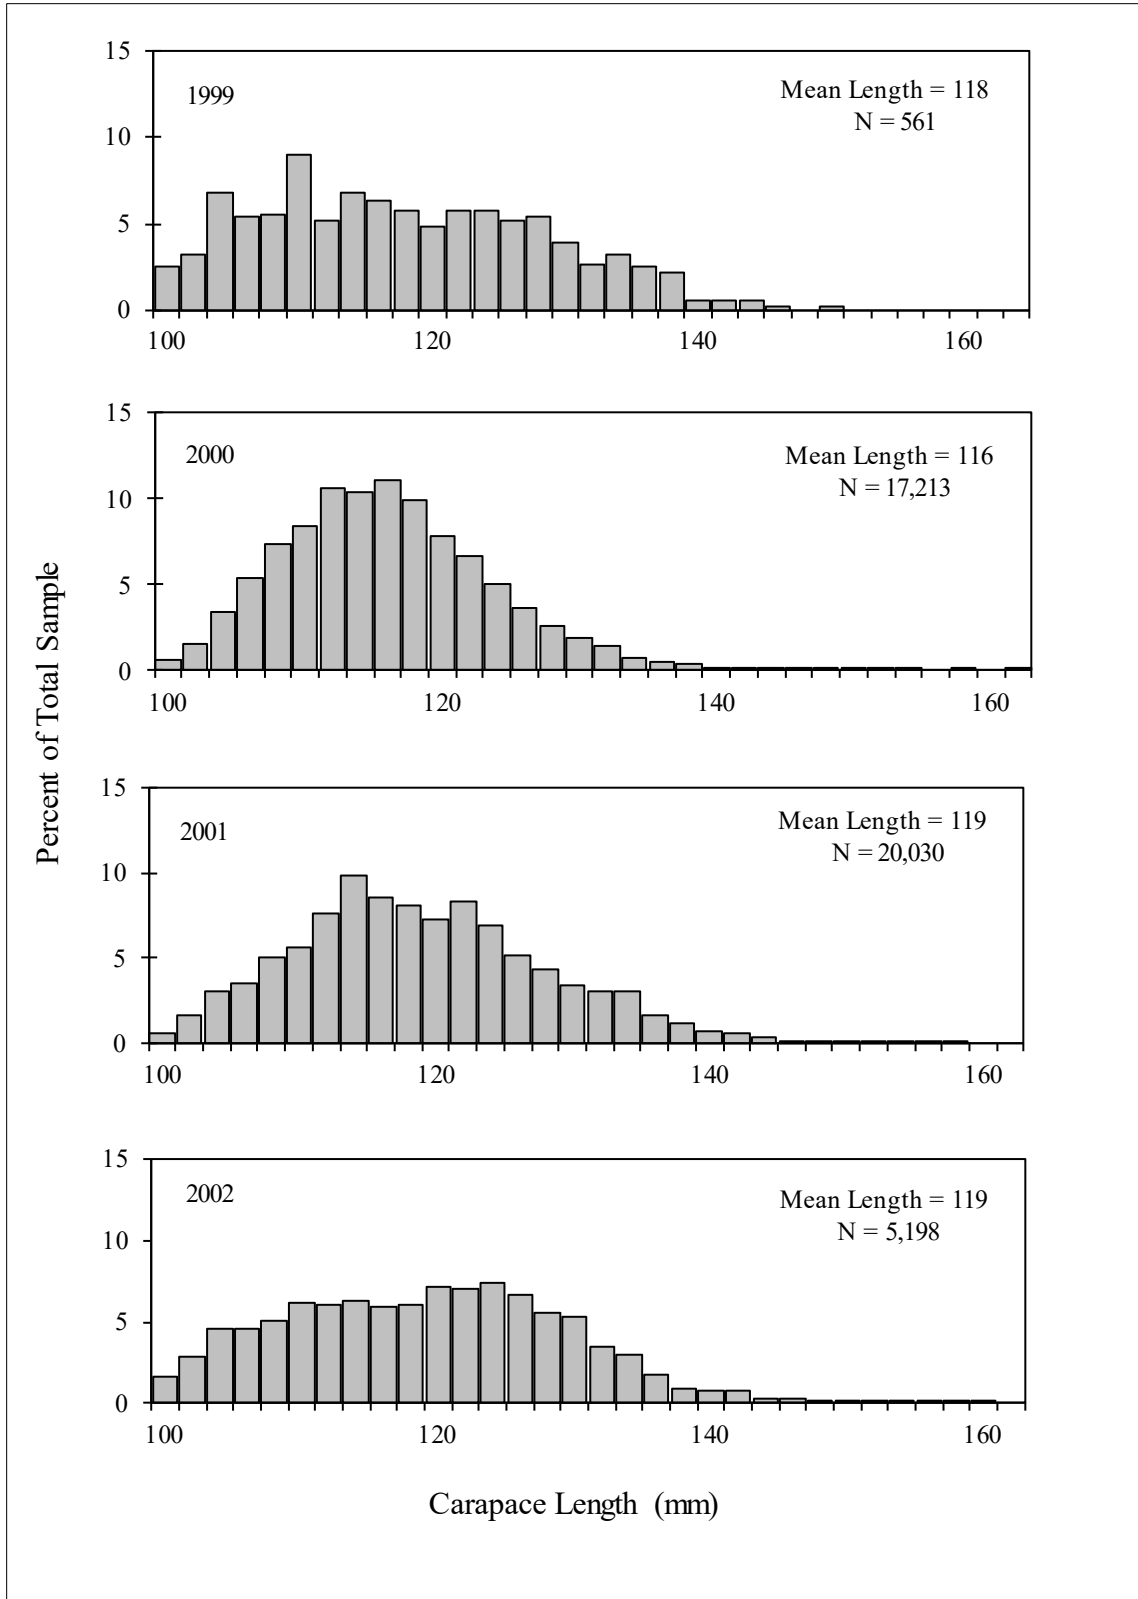 15
1999
Mean Length = 118
N = 561
10
5
0
100 120 140 160
15
2000
Mean Length = 116
N = 17,213
10
5
0
100 120 140 160
Percent of Total Sample
15
2001
Mean Length = 119
N = 20,030
10
5
0
100 120 140 160
15
2002
Mean Length = 119
N = 5,198
10
5
0
100 120 140 160
Carapace Length (mm)